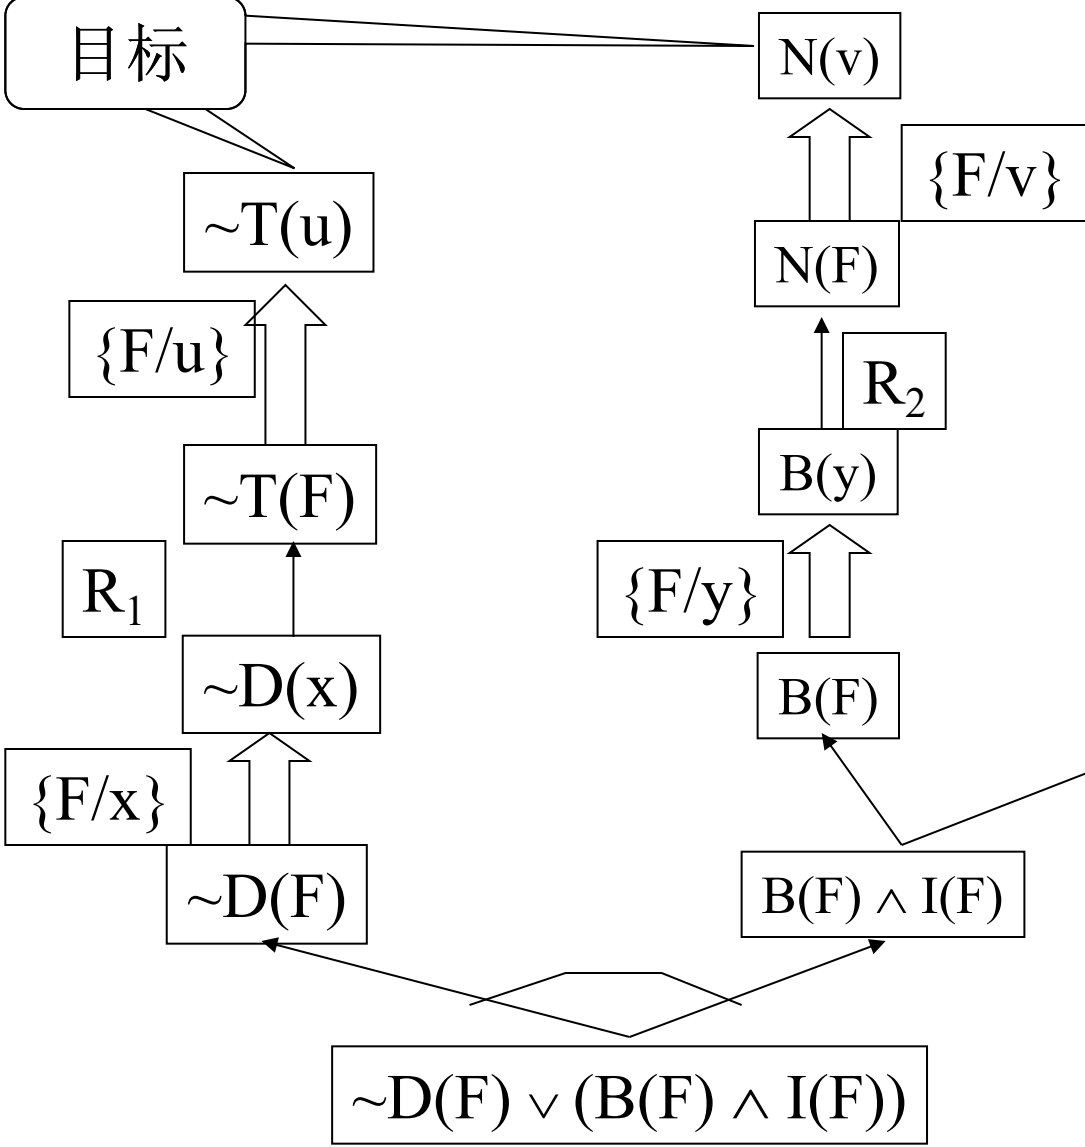 目标
N(v)
{F/v}
~T(u)
N(F)
{F/u}
R₂
B(y)
~T(F)
R₁
{F/y}
~D(x)
B(F)
{F/x}
~D(F)
B(F) ∧ I(F)
~D(F) ∨ (B(F) ∧ I(F))